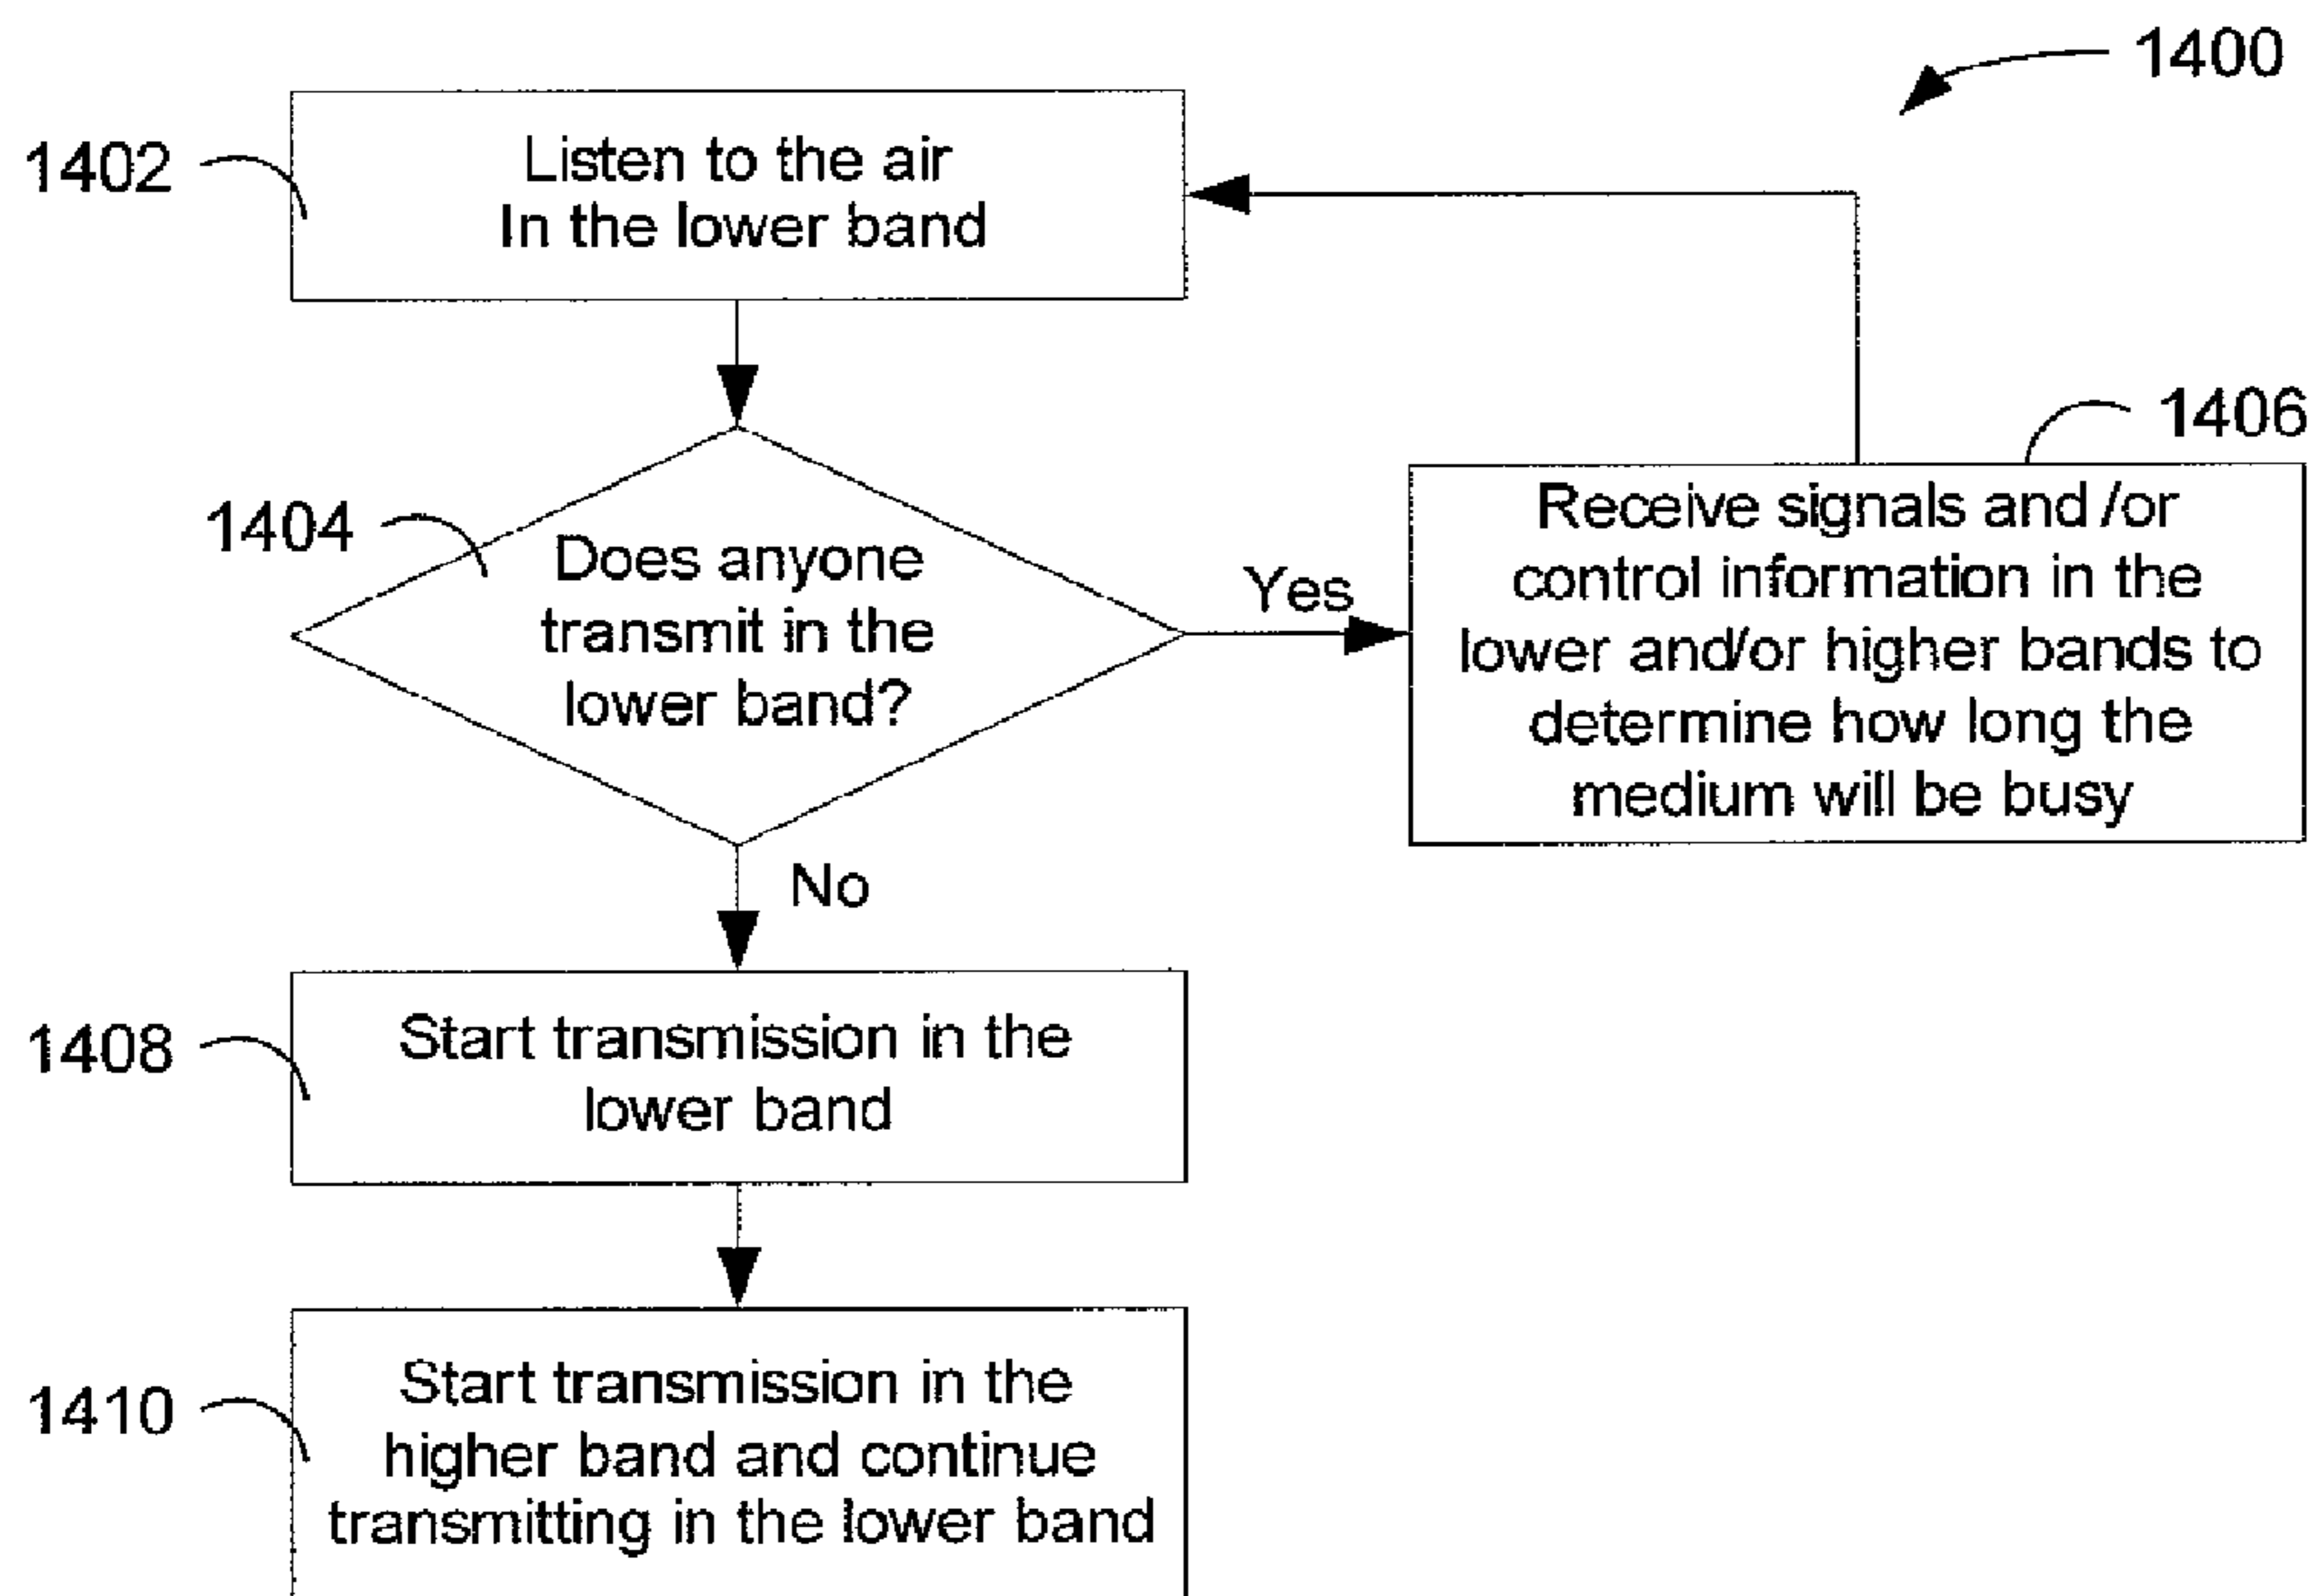 1400
1402
Listen to the air
In the lower band
1404
Does anyone
transmit in the
lower band?
Yes
1406
Receive signals and /or
control information in the
lower and/or higher bands to
determine how long the
medium will be busy
No
1408
Start transmission in the
lower band
1410
Start transmission in the
higher band and continue
transmitting in the lower band